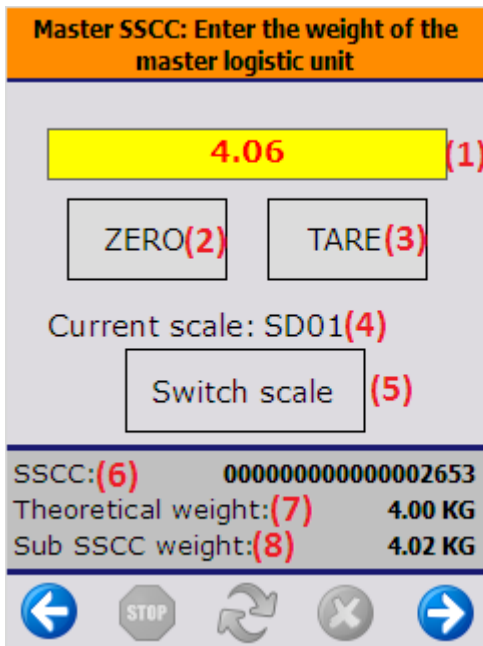 Master SSCC: Enter the weight of the
master logistic unit
4.06 (1)
ZERO(2) TARE(3)
Current scale: SD01(4)
Switch scale (5)
SSCC:(6) 000000000000002653
Theoretical weight:(7) 4.00 KG
Sub SSCC weight:(8) 4.02 KG
STOP